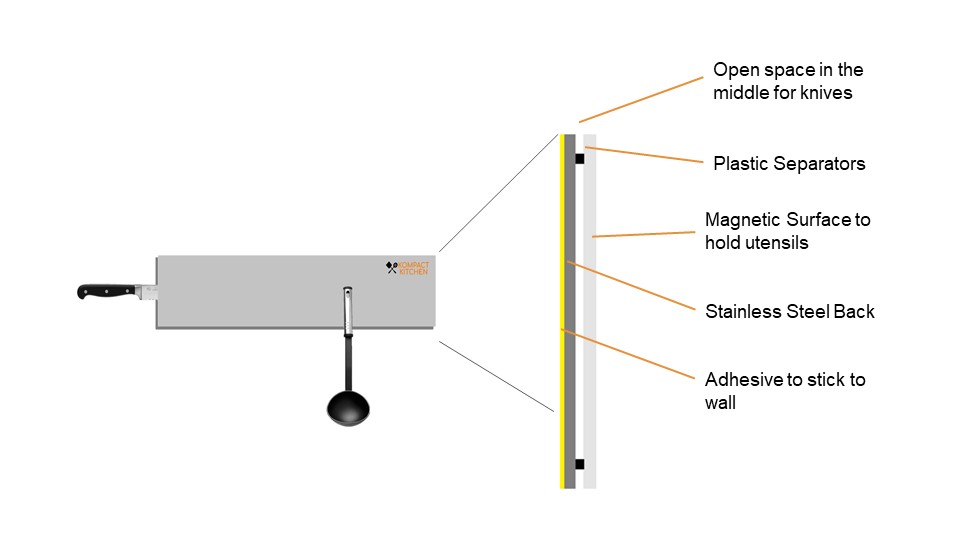 Open space in the
middle for knives
Plastic Separators
Magnetic Surface to
hold utensils
KOMPACT
KITCHEN
Stainless Steel Back
Adhesive to stick to
wall